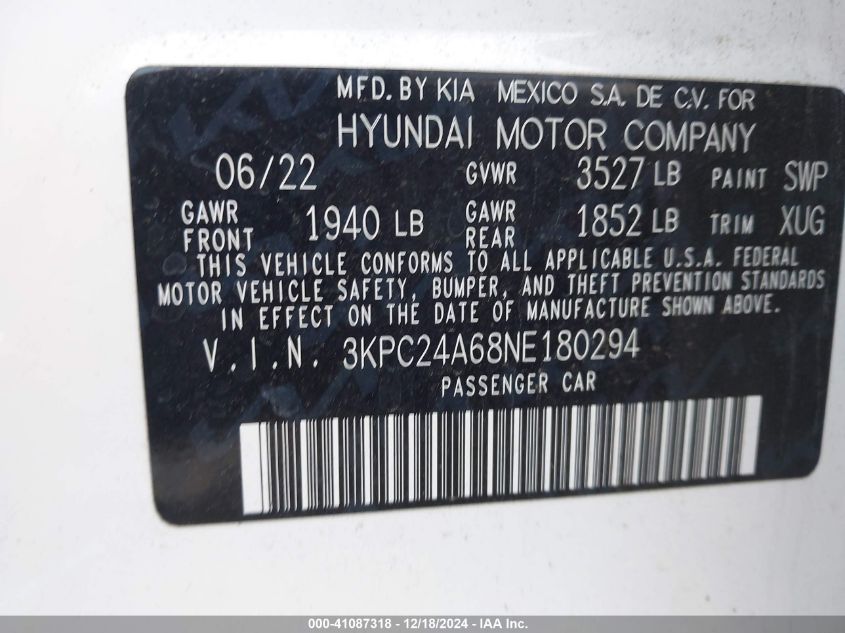 MFD. BY KIA MEXICO S.A. DE C.V. FOR
HYUNDAI MOTOR COMPANY
06/22 GVWR 3527 LB PAINT SWP
GAWR FRONT 1940 LB GAWR REAR 1852 LB TRIM XUG
THIS VEHICLE CONFORMS TO ALL APPLICABLE U.S.A. FEDERAL
MOTOR VEHICLE SAFETY, BUMPER, AND THEFT PREVENTION STANDARDS
IN EFFECT ON THE DATE OF MANUFACTURE SHOWN ABOVE.
V.I.N. 3KPC24A68NE180294
PASSENGER CAR
000-41087318 - 12/18/2024 - IAA Inc.